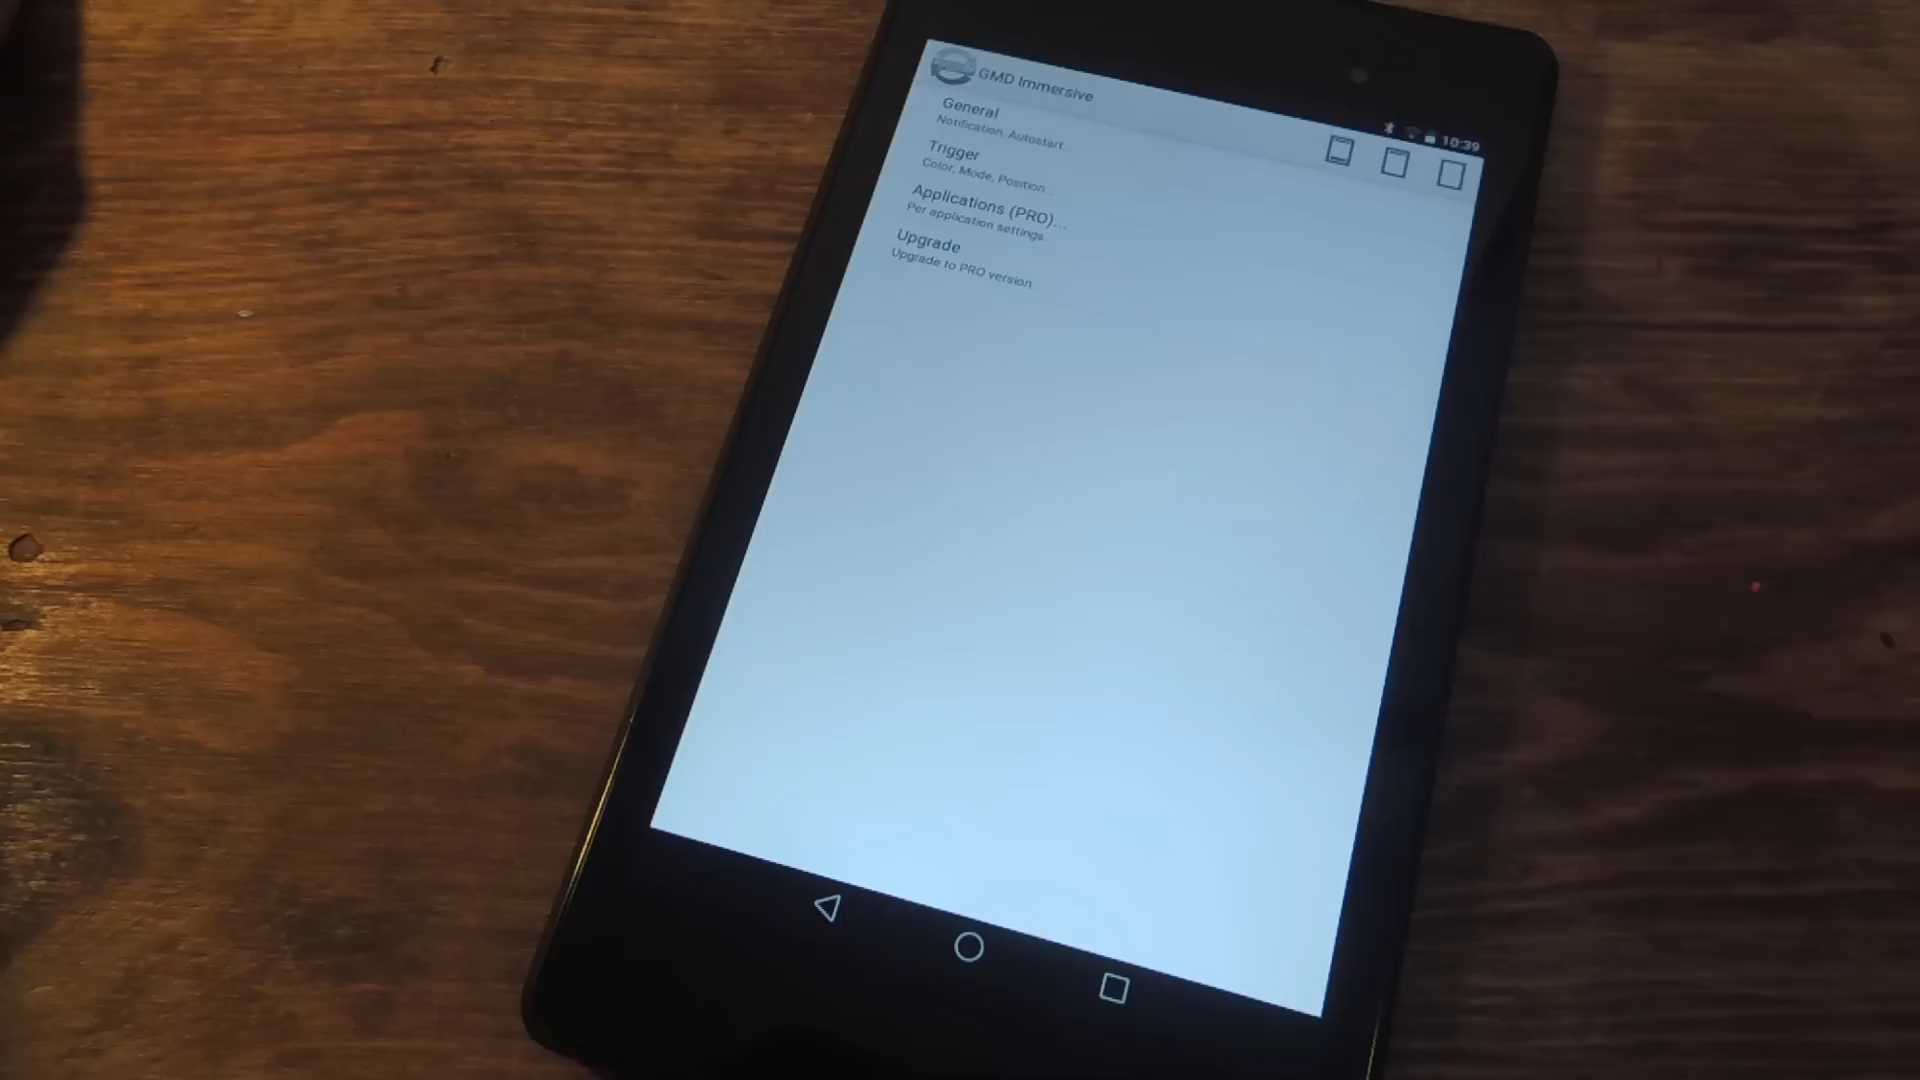 10:39
GMD Immersive
General
Notification, Autostart...
Trigger
Color, Mode, Position...
Applications (PRO)...
Per application settings.
Upgrade
Upgrade to PRO version.